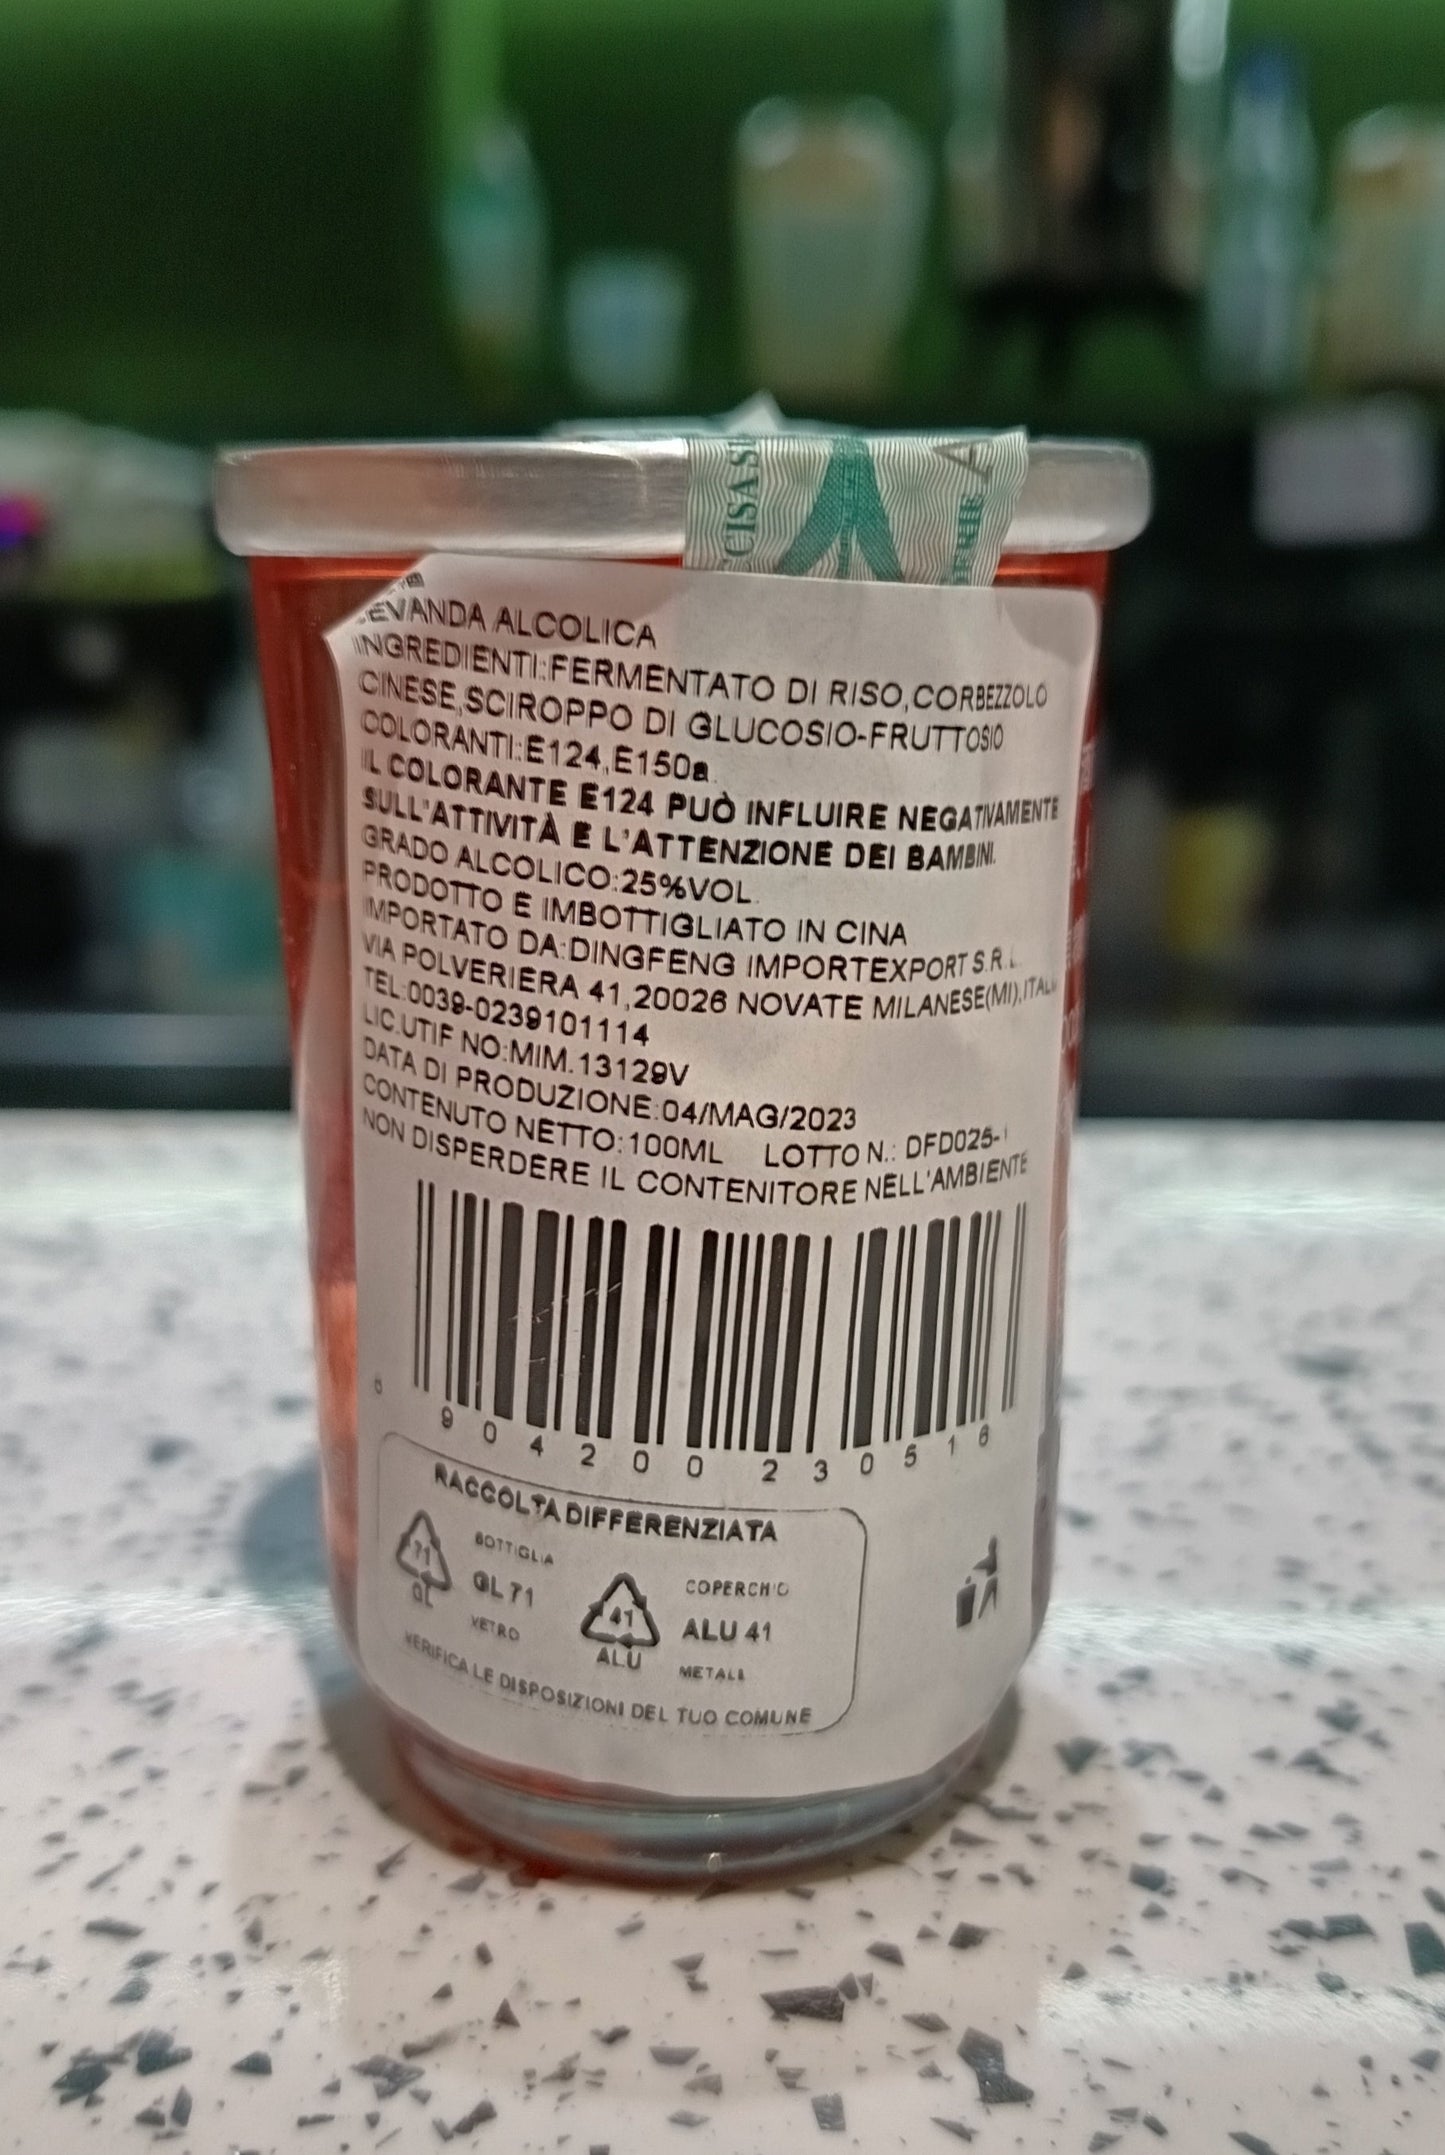 CISA
BEVANDA ALCOLICA
INGREDIENTI:FERMENTATO DI RISO,CORBEZZOLO
CINESE,SCIROPPO DI GLUCOSIO-FRUTTOSIO
COLORANTI:E124,E150a
IL COLORANTE E124 PUÒ INFLUIRE NEGATIVAMENTE
SULL'ATTIVITÀ E L'ATTENZIONE DEI BAMBINI.
GRADO ALCOLICO:25%VOL.
PRODOTTO E IMBOTTIGLIATO IN CINA
IMPORTATO DA:DINGFENG IMPORTEXPORT S.R.L.
VIA POLVERIERA 41,20026 NOVATE MILANESE(MI),ITALI
TEL:0039-0239101114
LIC.UTIF NO:MIM.13129V
DATA DI PRODUZIONE:04/MAG/2023
CONTENUTO NETTO:100ML LOTTO N.: DFD025-
NON DISPERDERE IL CONTENITORE NELL'AMBIENTE
6 904200 230516
RACCOLTA DIFFERENZIATA
71 GL BOTTIGLIA GL 71 VETRO
41 ALU COPERCHIO ALU 41 METALLI
VERIFICA LE DISPOSIZIONI DEL TUO COMUNE